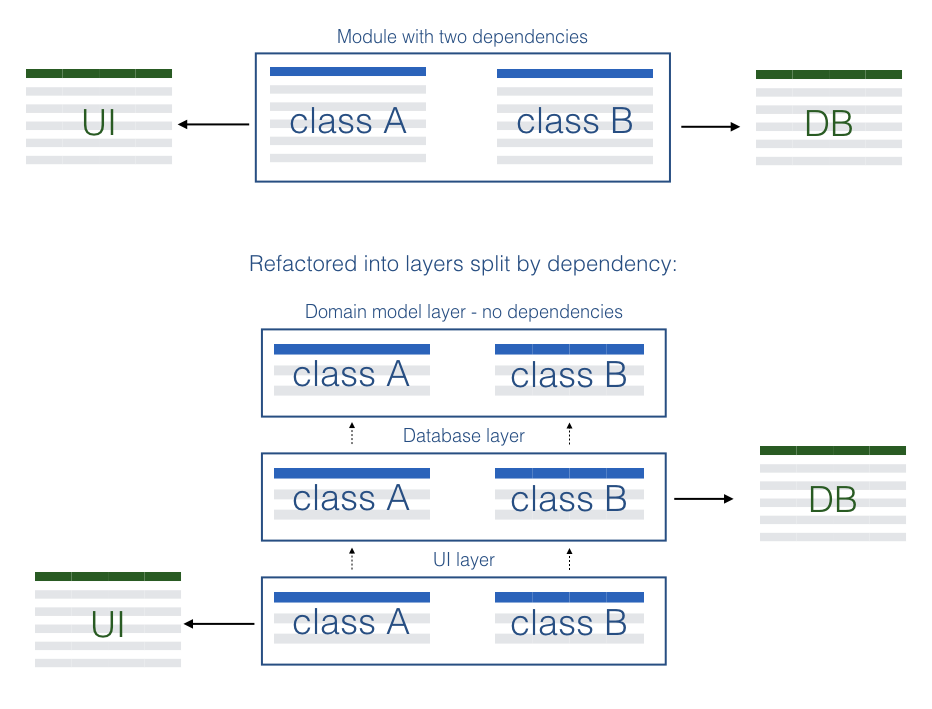 Module with two dependencies
UI
class A
class B
DB
Refactored into layers split by dependency:
Domain model layer - no dependencies
class A
class B
Database layer
class A
class B
DB
UI layer
UI
class A
class B